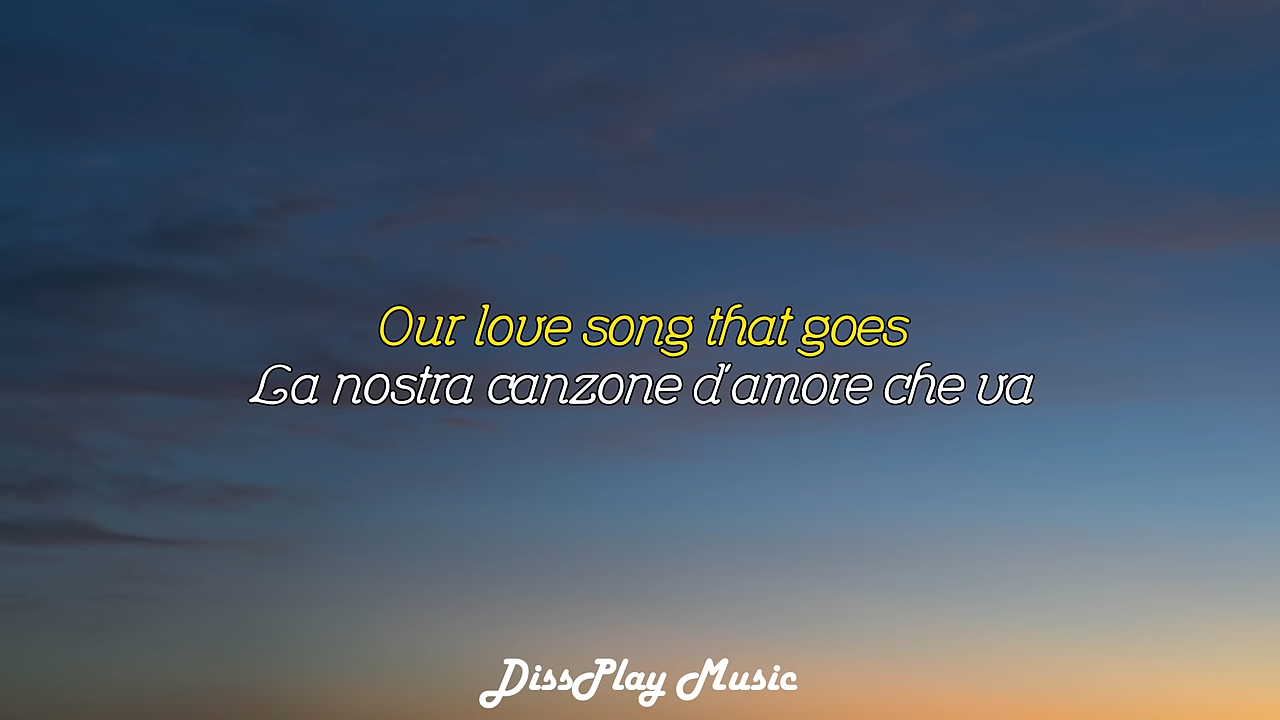 Our love song that goes
La nostra canzone d'amore che va
DissPlay Music